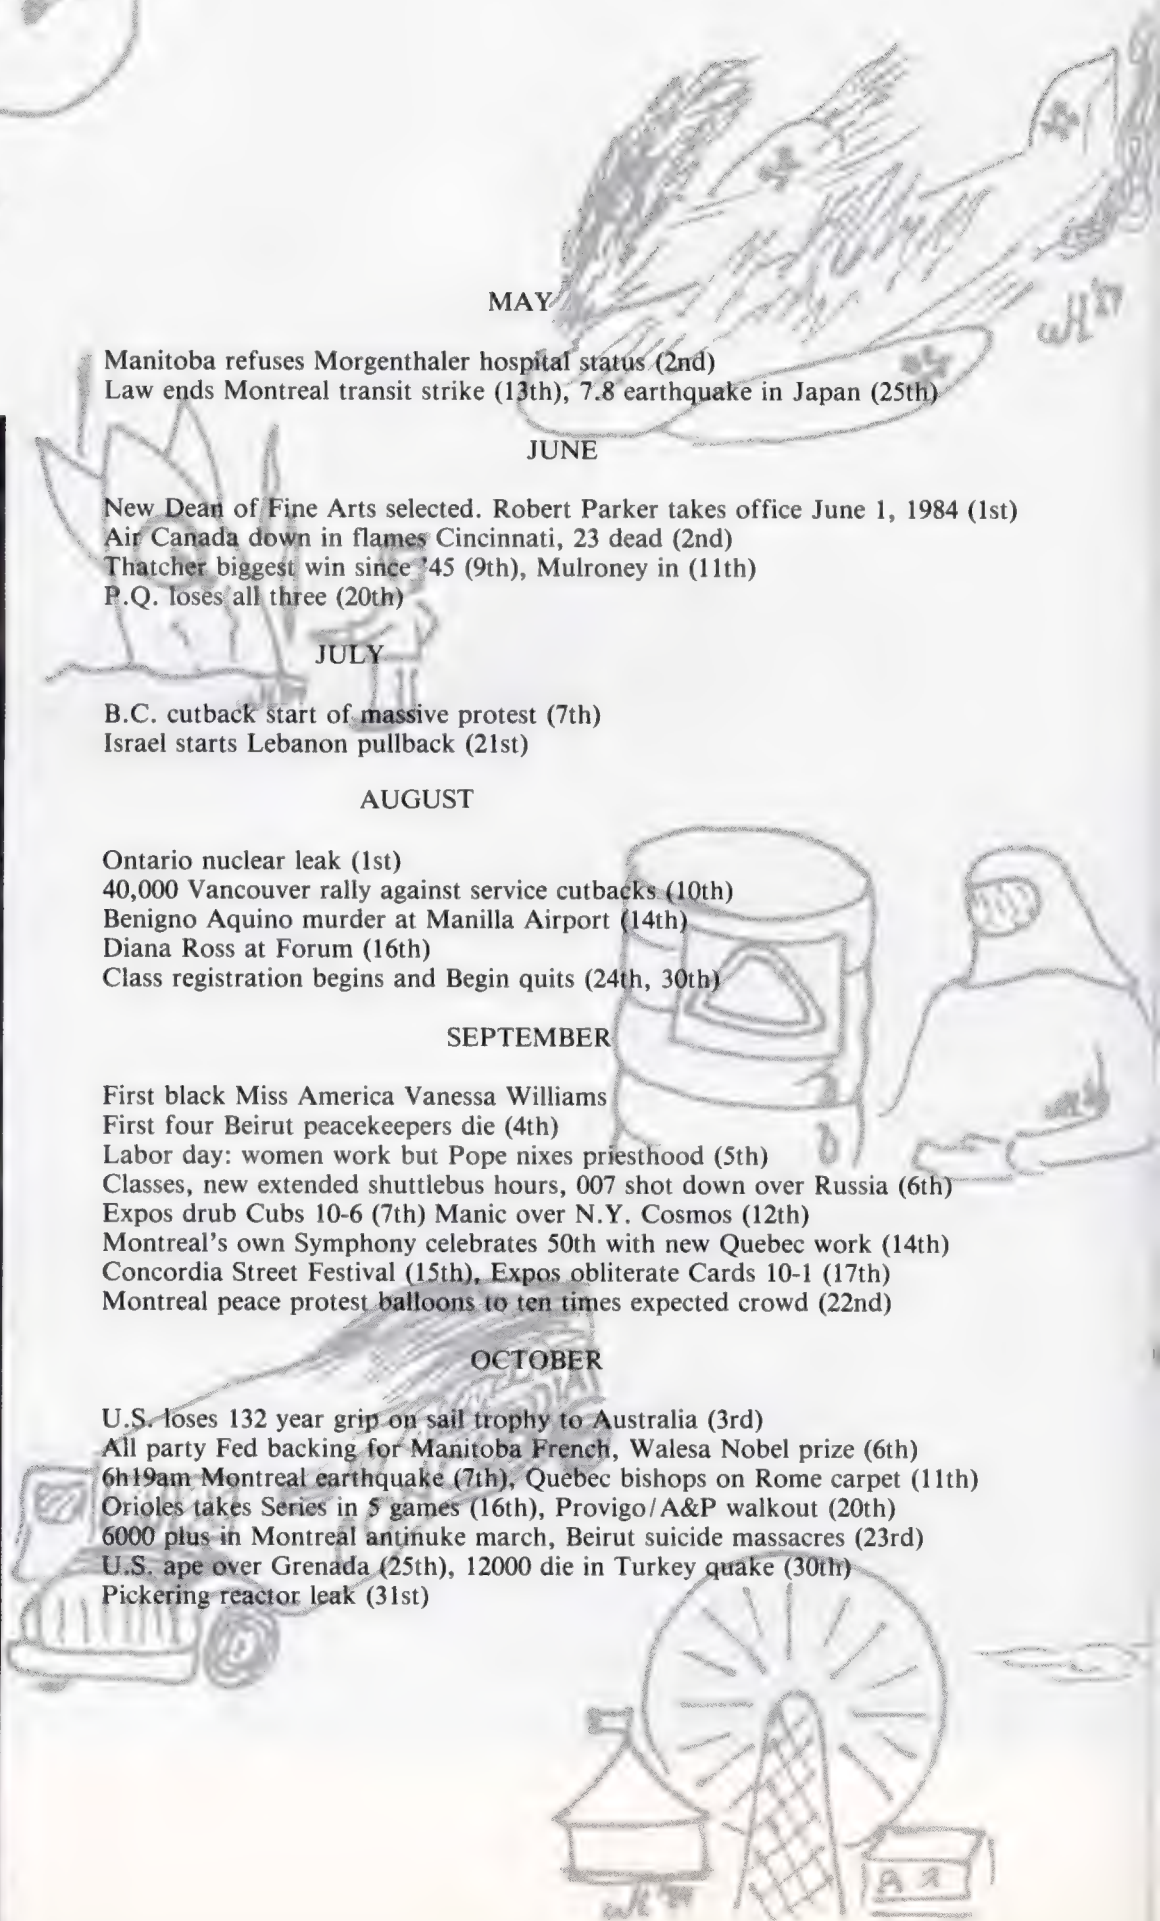 MAY
Manitoba refuses Morgenthaler hospital status (2nd)
Law ends Montreal transit strike (13th), 7.8 earthquake in Japan (25th)
JUNE
New Dean of Fine Arts selected. Robert Parker takes office June 1, 1984 (1st)
Air Canada down in flames Cincinnati, 23 dead (2nd)
Thatcher biggest win since '45 (9th), Mulroney in (11th)
P.Q. loses all three (20th)
JULY
B.C. cutback start of massive protest (7th)
Israel starts Lebanon pullback (21st)
AUGUST
Ontario nuclear leak (1st)
40,000 Vancouver rally against service cutbacks (10th)
Benigno Aquino murder at Manilla Airport (14th)
Diana Ross at Forum (16th)
Class registration begins and Begin quits (24th, 30th)
SEPTEMBER
First black Miss America Vanessa Williams
First four Beirut peacekeepers die (4th)
Labor day: women work but Pope nixes priesthood (5th)
Classes, new extended shuttlebus hours, 007 shot down over Russia (6th)
Expos drub Cubs 10-6 (7th) Manic over N.Y. Cosmos (12th)
Montreal's own Symphony celebrates 50th with new Quebec work (14th)
Concordia Street Festival (15th), Expos obliterate Cards 10-1 (17th)
Montreal peace protest balloons to ten times expected crowd (22nd)
OCTOBER
U.S. loses 132 year grip on sail trophy to Australia (3rd)
All party Fed backing for Manitoba French, Walesa Nobel prize (6th)
6h19am Montreal earthquake (7th), Quebec bishops on Rome carpet (11th)
Orioles takes Series in 5 games (16th), Provigo/A&P walkout (20th)
6000 plus in Montreal antinuke march, Beirut suicide massacres (23rd)
U.S. ape over Grenada (25th), 12000 die in Turkey quake (30th)
Pickering reactor leak (31st)